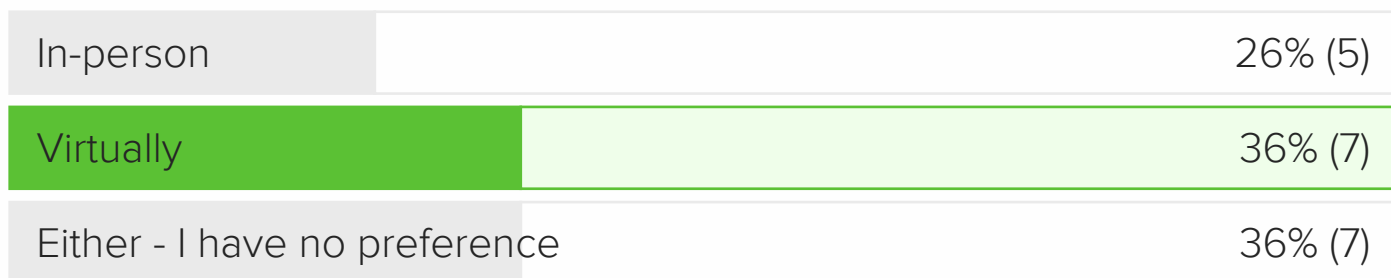 In-person 26% (5)
Virtually 36% (7)
Either - I have no preference 36% (7)